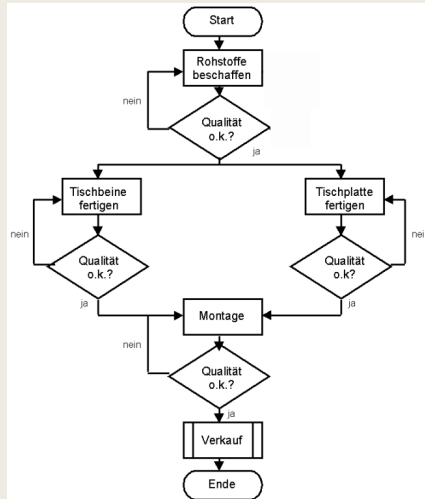 Start
Rohstoffe
beschaffen
nein
Qualität
o.k.?
ja
Tischbeine
fertigen
Tischplatte
fertigen
nein
nein
Qualität
o.k.?
Qualität
o.k?
ja
ja
Montage
nein
Qualität
o.k.?
ja
Verkauf
Ende